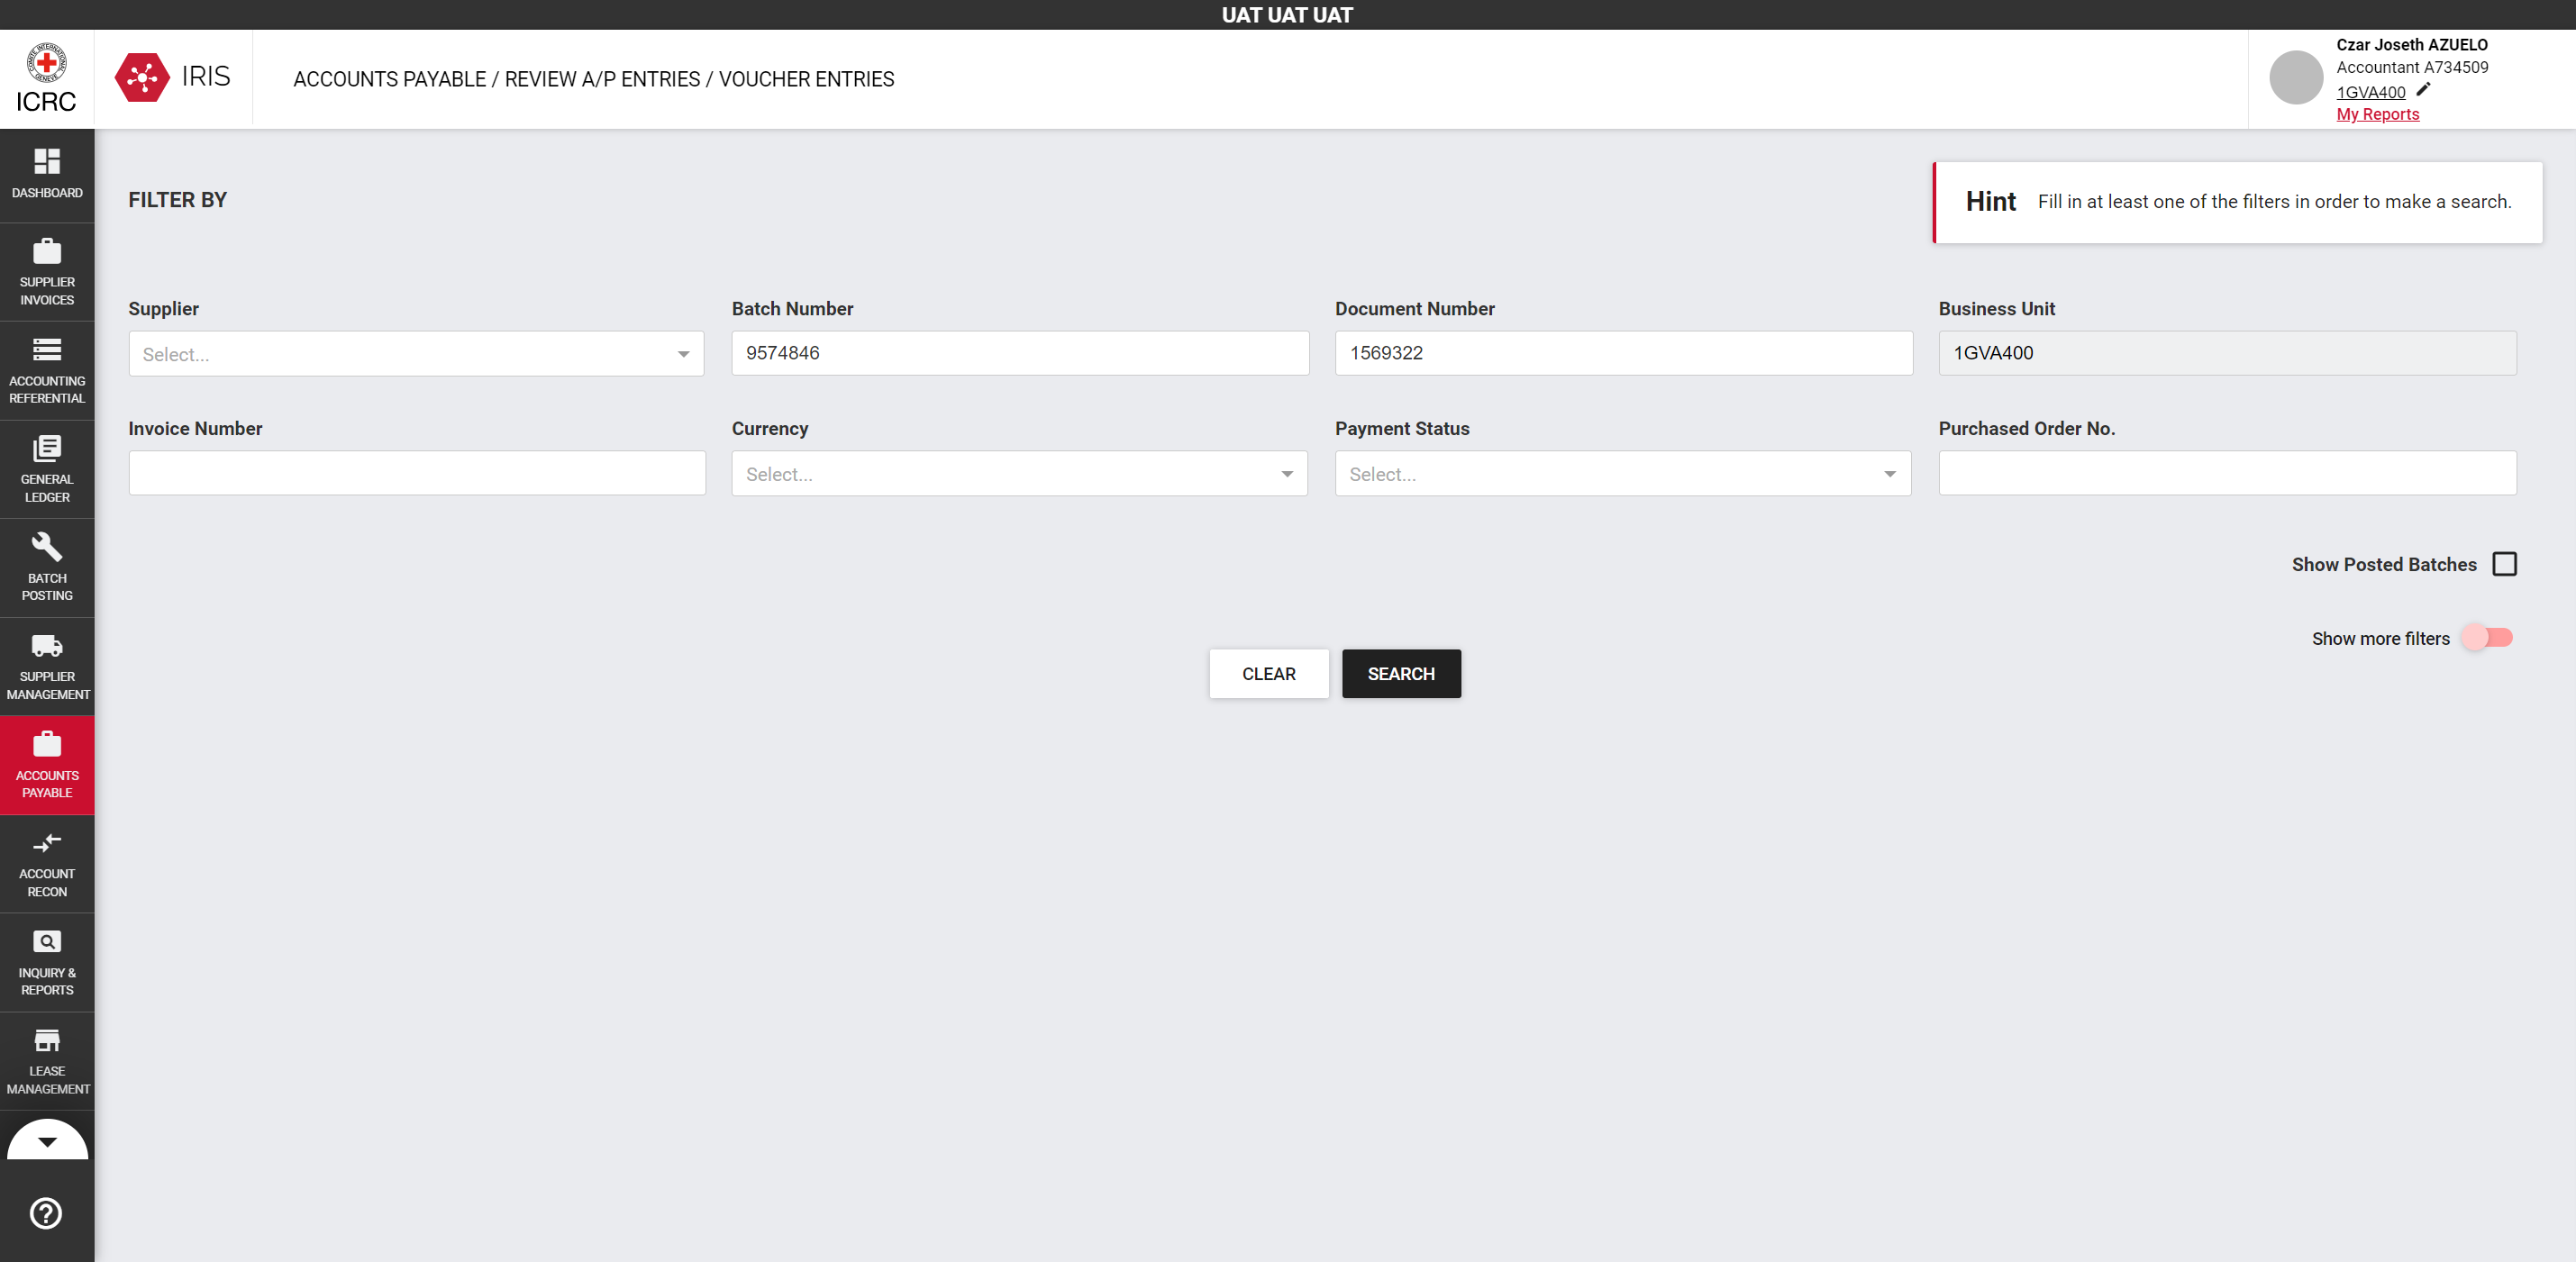 UAT UAT UAT
COMITE INTERNATIONAL GENEVE
ICRC
IRIS
ACCOUNTS PAYABLE / REVIEW A/P ENTRIES / VOUCHER ENTRIES
Czar Joseth AZUELO
Accountant A734509
1GVA400
My Reports
DASHBOARD
SUPPLIER
INVOICES
ACCOUNTING
REFERENTIAL
GENERAL
LEDGER
BATCH
POSTING
SUPPLIER
MANAGEMENT
ACCOUNTS
PAYABLE
ACCOUNT
RECON
INQUIRY &
REPORTS
LEASE
MANAGEMENT
FILTER BY
Hint Fill in at least one of the filters in order to make a search.
Supplier Batch Number Document Number Business Unit
Select... 9574846 1569322 1GVA400
Invoice Number Currency Payment Status Purchased Order No.
Select... Select...
Show Posted Batches
Show more filters
CLEAR SEARCH